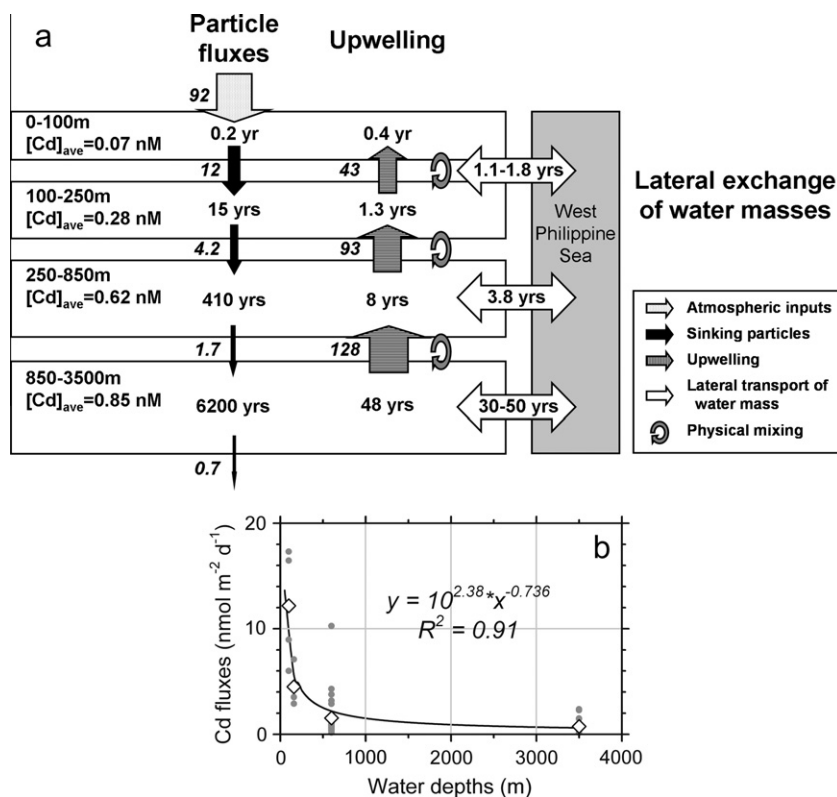 a
Particle
fluxes
Upwelling
92
0-100m
[Cd]ave=0.07 nM
0.2 yr
0.4 yr
12
43
1.1-1.8 yrs
100-250m
[Cd]ave=0.28 nM
15 yrs
1.3 yrs
4.2
93
250-850m
[Cd]ave=0.62 nM
410 yrs
8 yrs
3.8 yrs
1.7
128
850-3500m
[Cd]ave=0.85 nM
6200 yrs
48 yrs
30-50 yrs
0.7
West
Philippine
Sea
Lateral exchange
of water masses
Atmospheric inputs
Sinking particles
Upwelling
Lateral transport of
water mass
Physical mixing
b
20
10
0
Cd fluxes (nmol m⁻² d⁻¹)
y = 10^2.38*x^-0.736
R² = 0.91
0 1000 2000 3000 4000
Water depths (m)